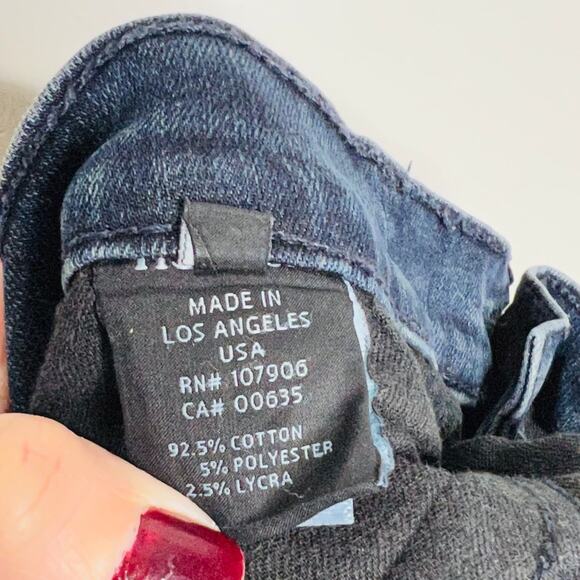 MADE IN
LOS ANGELES
USA
RN# 107906
CA# 00635
92.5% COTTON
5% POLYESTER
2.5% LYCRA